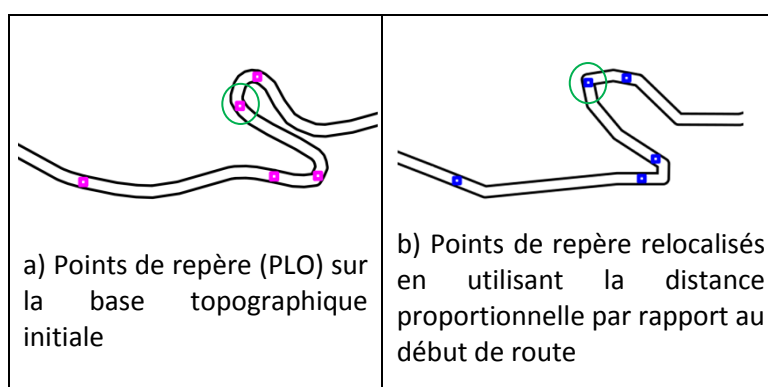 a) Points de repère (PLO) sur
la base topographique
initiale
b) Points de repère relocalisés
en utilisant la distance
proportionnelle par rapport au
début de route